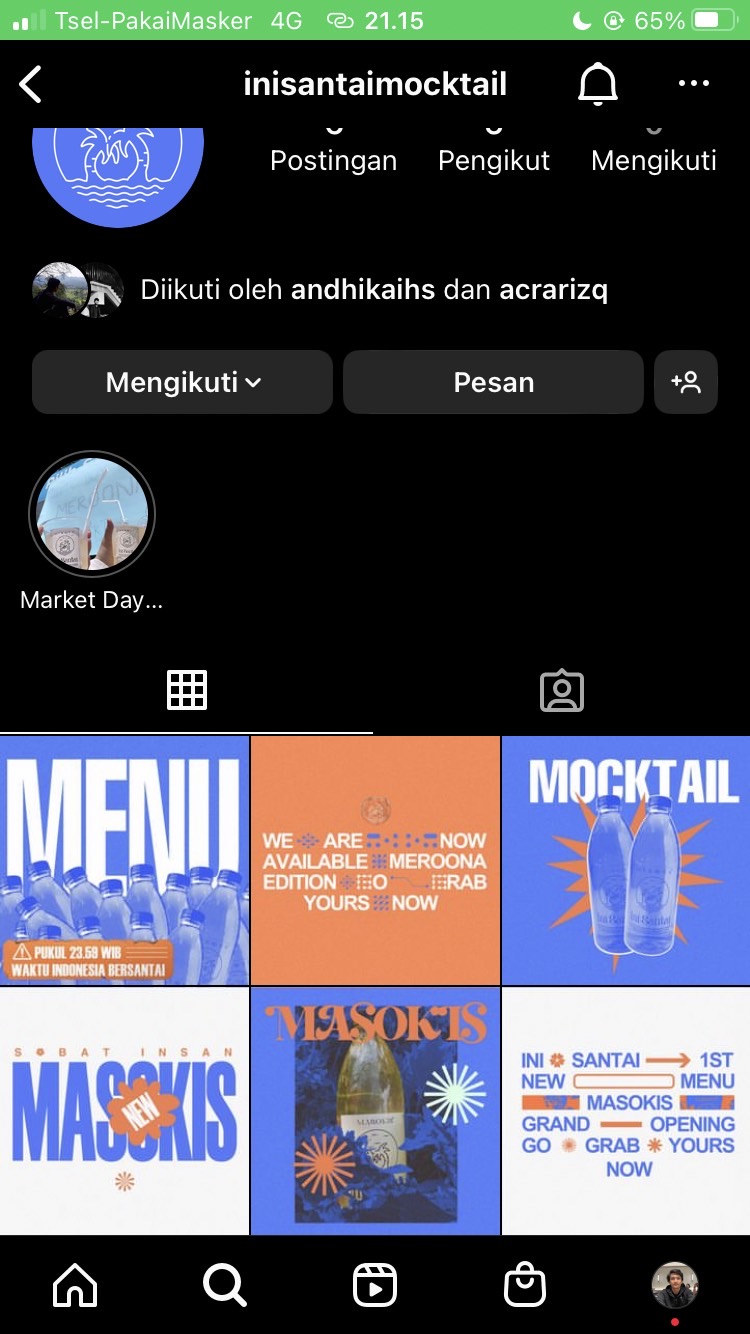 Tsel-PakaiMasker 4G 21.15 65%
inisantaimocktail
Postingan Pengikut Mengikuti
Diikuti oleh andhikaihs dan acrarizq
Mengikuti Pesan
Market Day...
MENU
PUKUL 23.59 WIB
WAKTU INDONESIA BERSANTAI
WE ARE NOW
AVAILABLE MEROONA
EDITION GO GRAB
YOURS NOW
MOCKTAIL
SOBAT INSAN
MASOKIS
NEW
MASOKIS
INI SANTAI 1ST
NEW MENU
MASOKIS
GRAND OPENING
GO GRAB YOURS
NOW